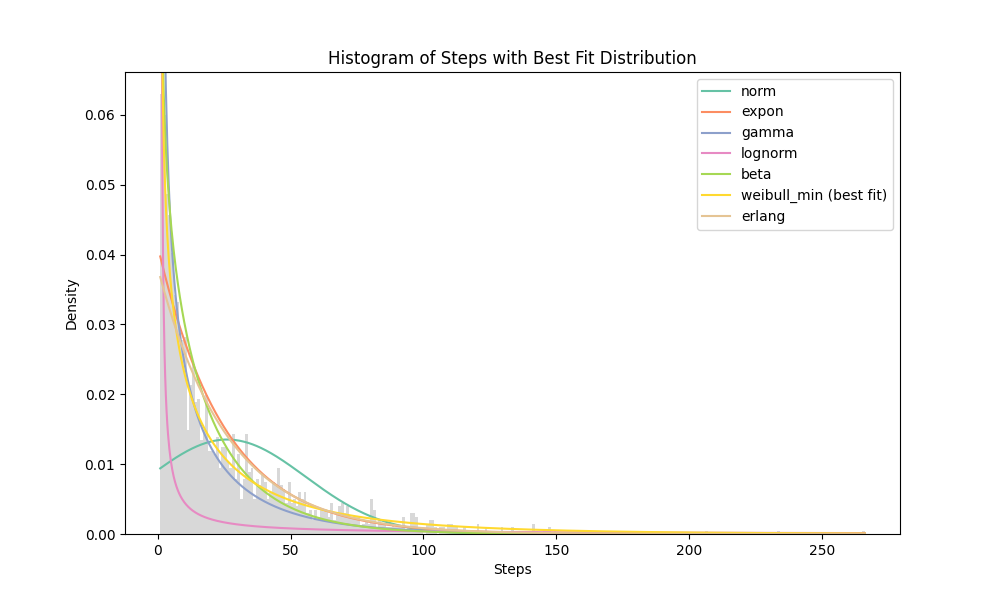 Histogram of Steps with Best Fit Distribution
norm
expon
gamma
lognorm
beta
weibull_min (best fit)
erlang
Density
0.06
0.05
0.04
0.03
0.02
0.01
0.00
0 50 100 150 200 250
Steps